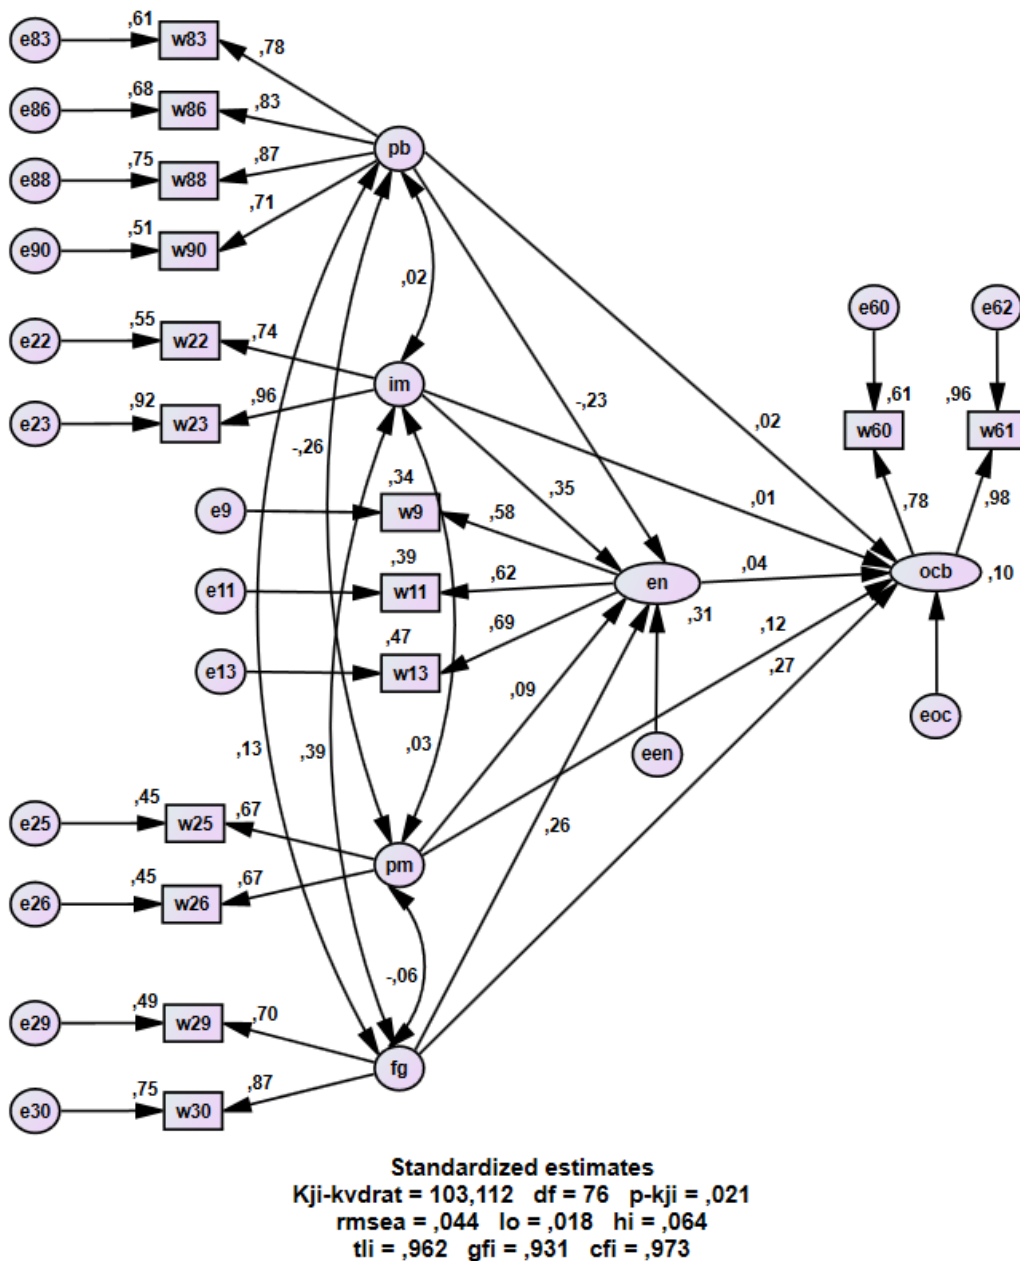 e83 ,61 w83 ,78
e86 ,68 w86 ,83
pb
e88 ,75 w88 ,87
e90 ,51 w90 ,71
,02
e60 e62
e22 ,55 w22 ,74
im
e23 ,92 w23 ,96
-,26 -,23 ,02
,61 ,96
w60 w61
,34 ,35 ,01 ,78 ,98
e9 w9 ,58
,39
e11 w11 ,62 en ,04 ocb ,10
,31
,47 ,69 ,12
e13 w13 ,27
,09
een eoc
,13 ,39 ,03
,45 ,67
e25 w25
,26
pm
,45 ,67
e26 w26
-,06
,49 ,70
e29 w29
fg
,75 ,87
e30 w30
Standardized estimates
Kji-kvdrat = 103,112 df = 76 p-kji = ,021
rmsea = ,044 lo = ,018 hi = ,064
tli = ,962 gfi = ,931 cfi = ,973